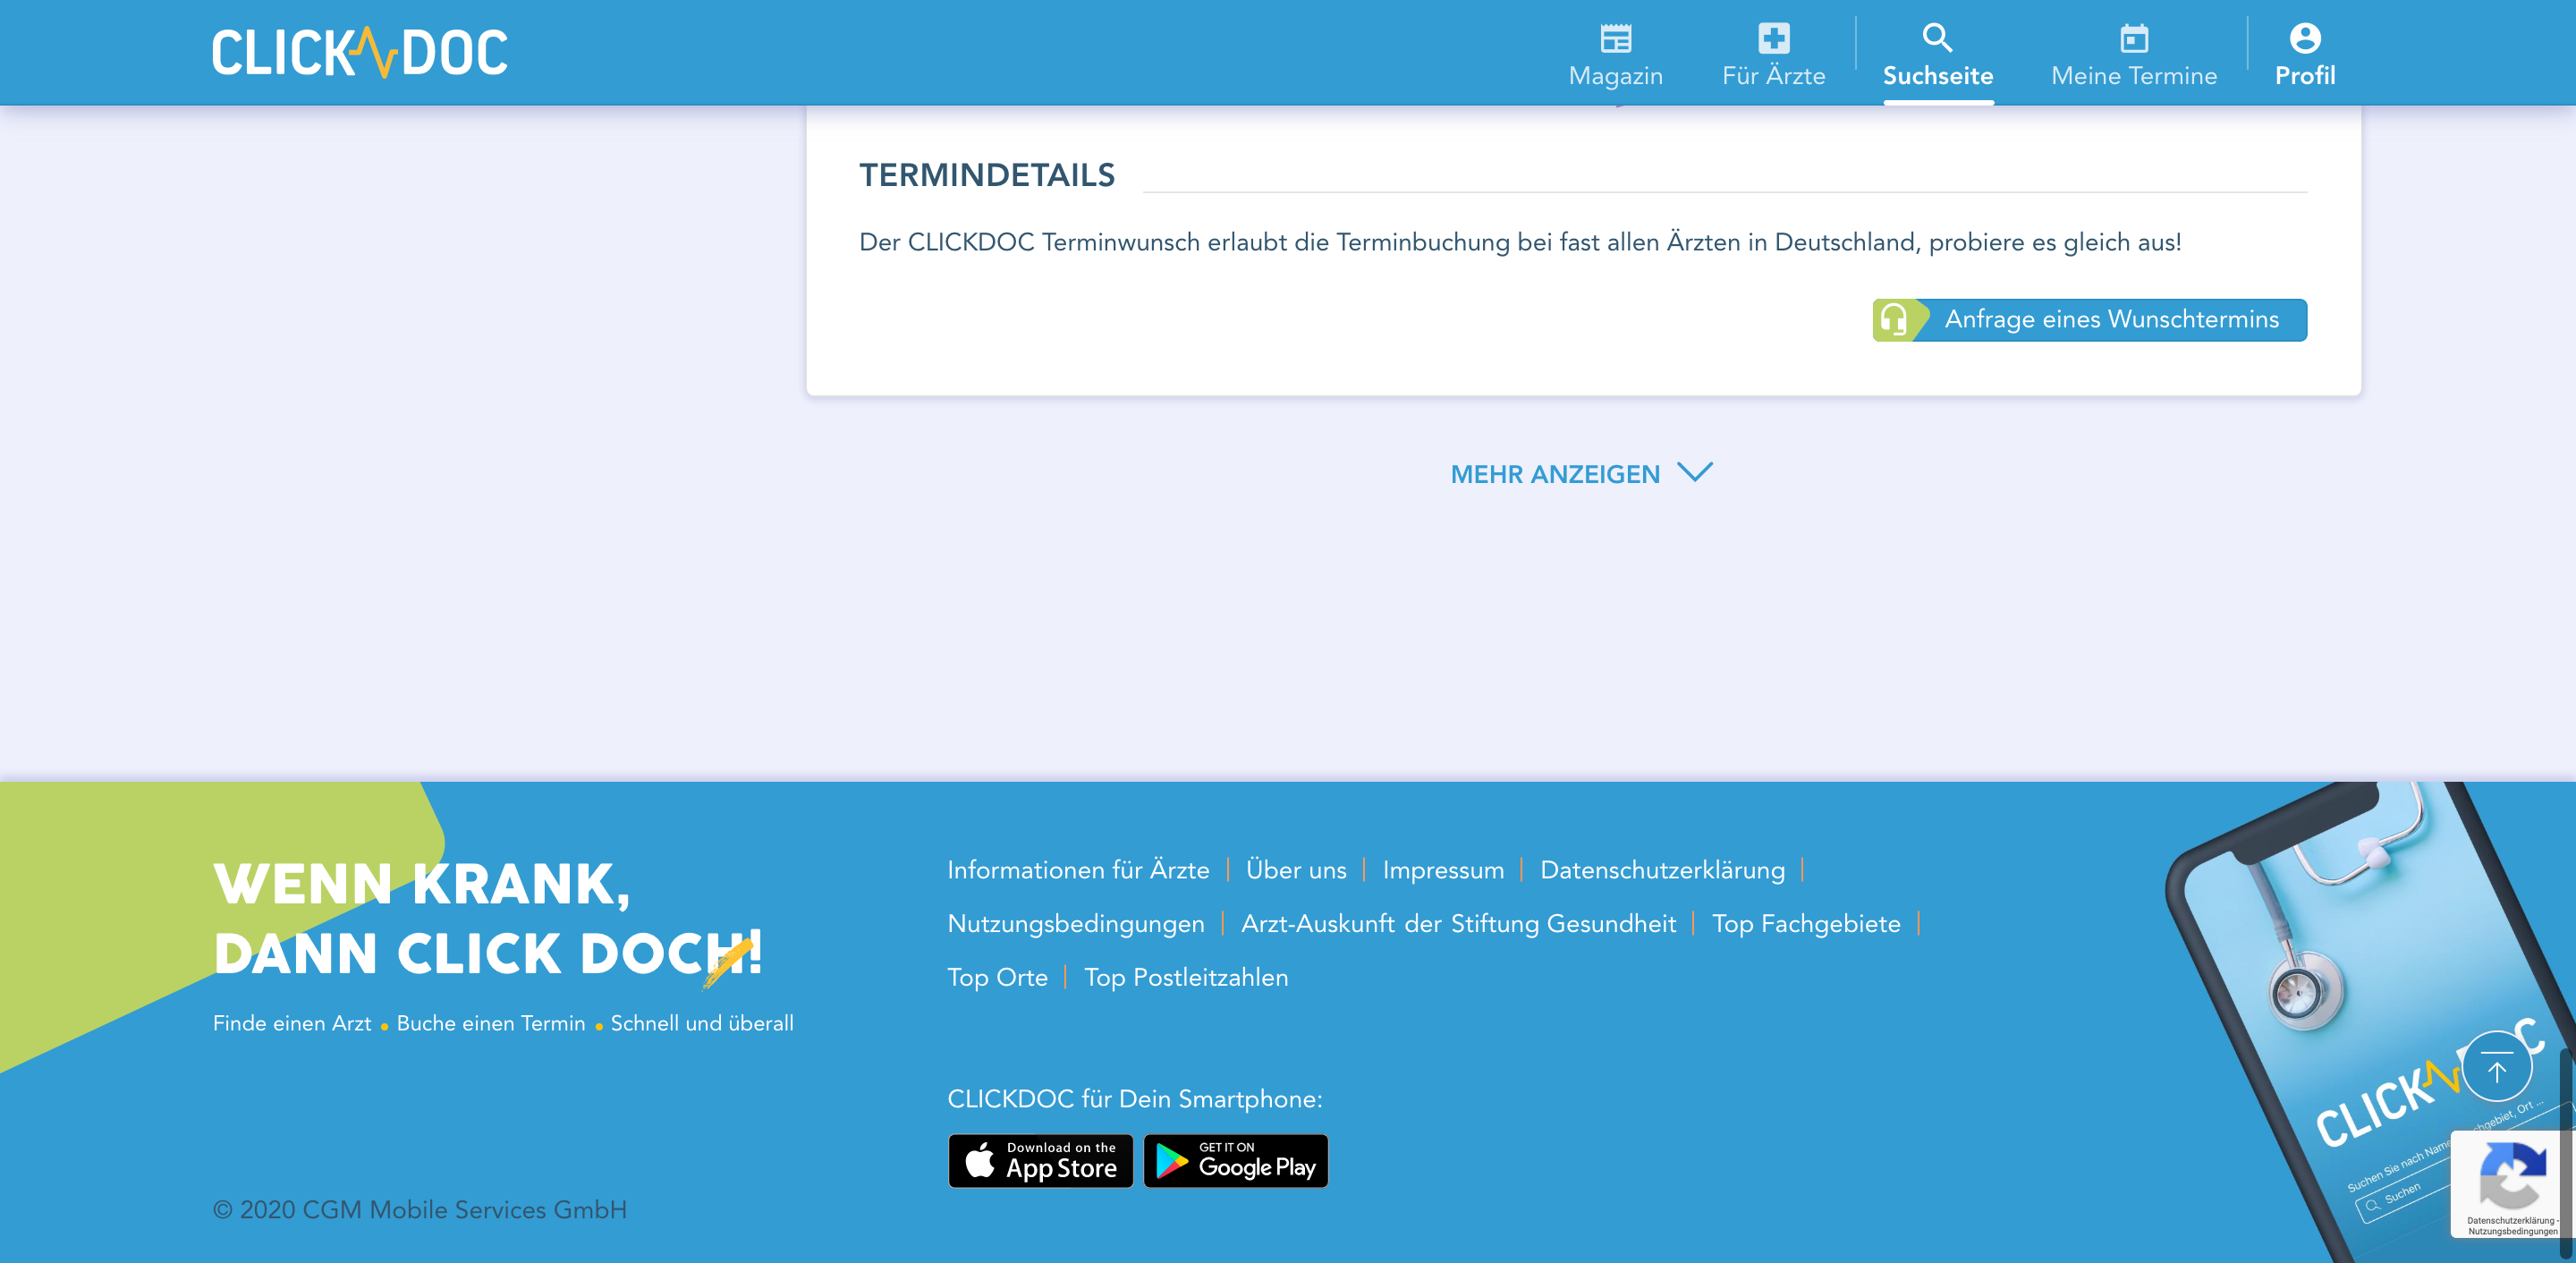 CLICKDOC
Magazin
Für Ärzte
Suchseite
Meine Termine
Profil
TERMINDETAILS
Der CLICKDOC Terminwunsch erlaubt die Terminbuchung bei fast allen Ärzten in Deutschland, probiere es gleich aus!
Anfrage eines Wunschtermins
MEHR ANZEIGEN
WENN KRANK,
DANN CLICK DOCH!
Finde einen Arzt • Buche einen Termin • Schnell und überall
© 2020 CGM Mobile Services GmbH
Informationen für Ärzte | Über uns | Impressum | Datenschutzerklärung |
Nutzungsbedingungen | Arzt-Auskunft der Stiftung Gesundheit | Top Fachgebiete |
Top Orte | Top Postleitzahlen
CLICKDOC für Dein Smartphone:
Download on the
App Store
GET IT ON
Google Play
CLICK
Suchen Sie nach Name
Ort ...
Suchen
Datenschutzerklärung -
Nutzungsbedingungen